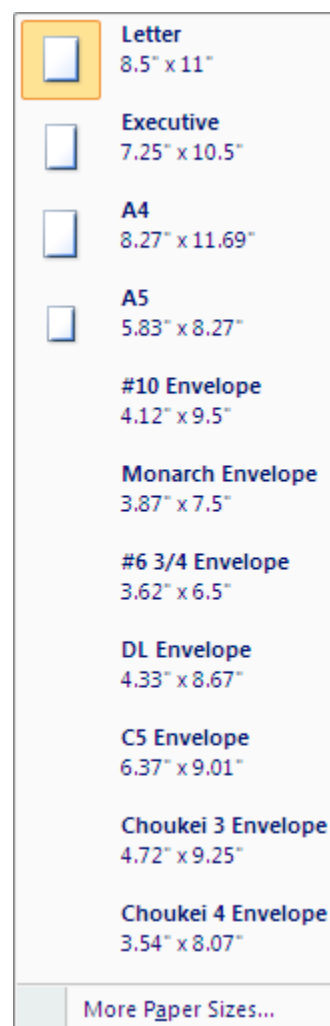 Letter
8.5" x 11"
Executive
7.25" x 10.5"
A4
8.27" x 11.69"
A5
5.83" x 8.27"
#10 Envelope
4.12" x 9.5"
Monarch Envelope
3.87" x 7.5"
#6 3/4 Envelope
3.62" x 6.5"
DL Envelope
4.33" x 8.67"
C5 Envelope
6.37" x 9.01"
Choukei 3 Envelope
4.72" x 9.25"
Choukei 4 Envelope
3.54" x 8.07"
More Paper Sizes...